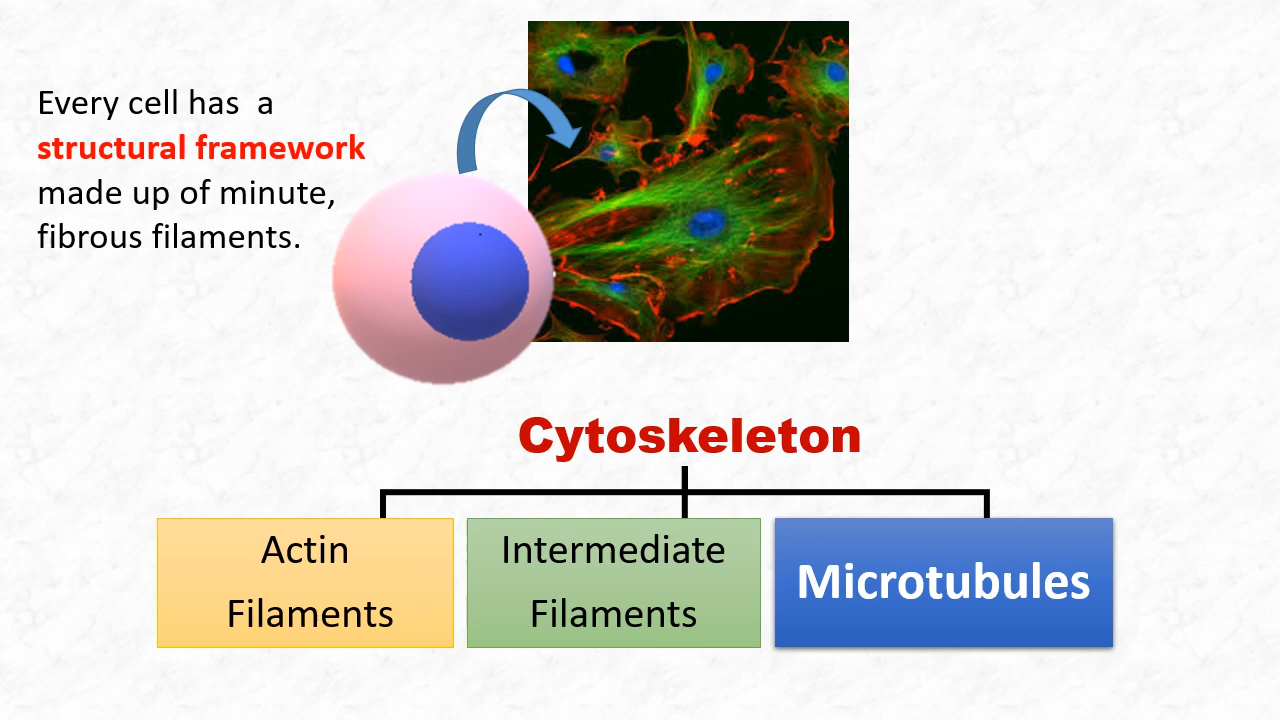 Every cell has  a
structural framework
made up of minute,
fibrous filaments.
Cytoskeleton
Actin
Filaments
Intermediate
Filaments
Microtubules